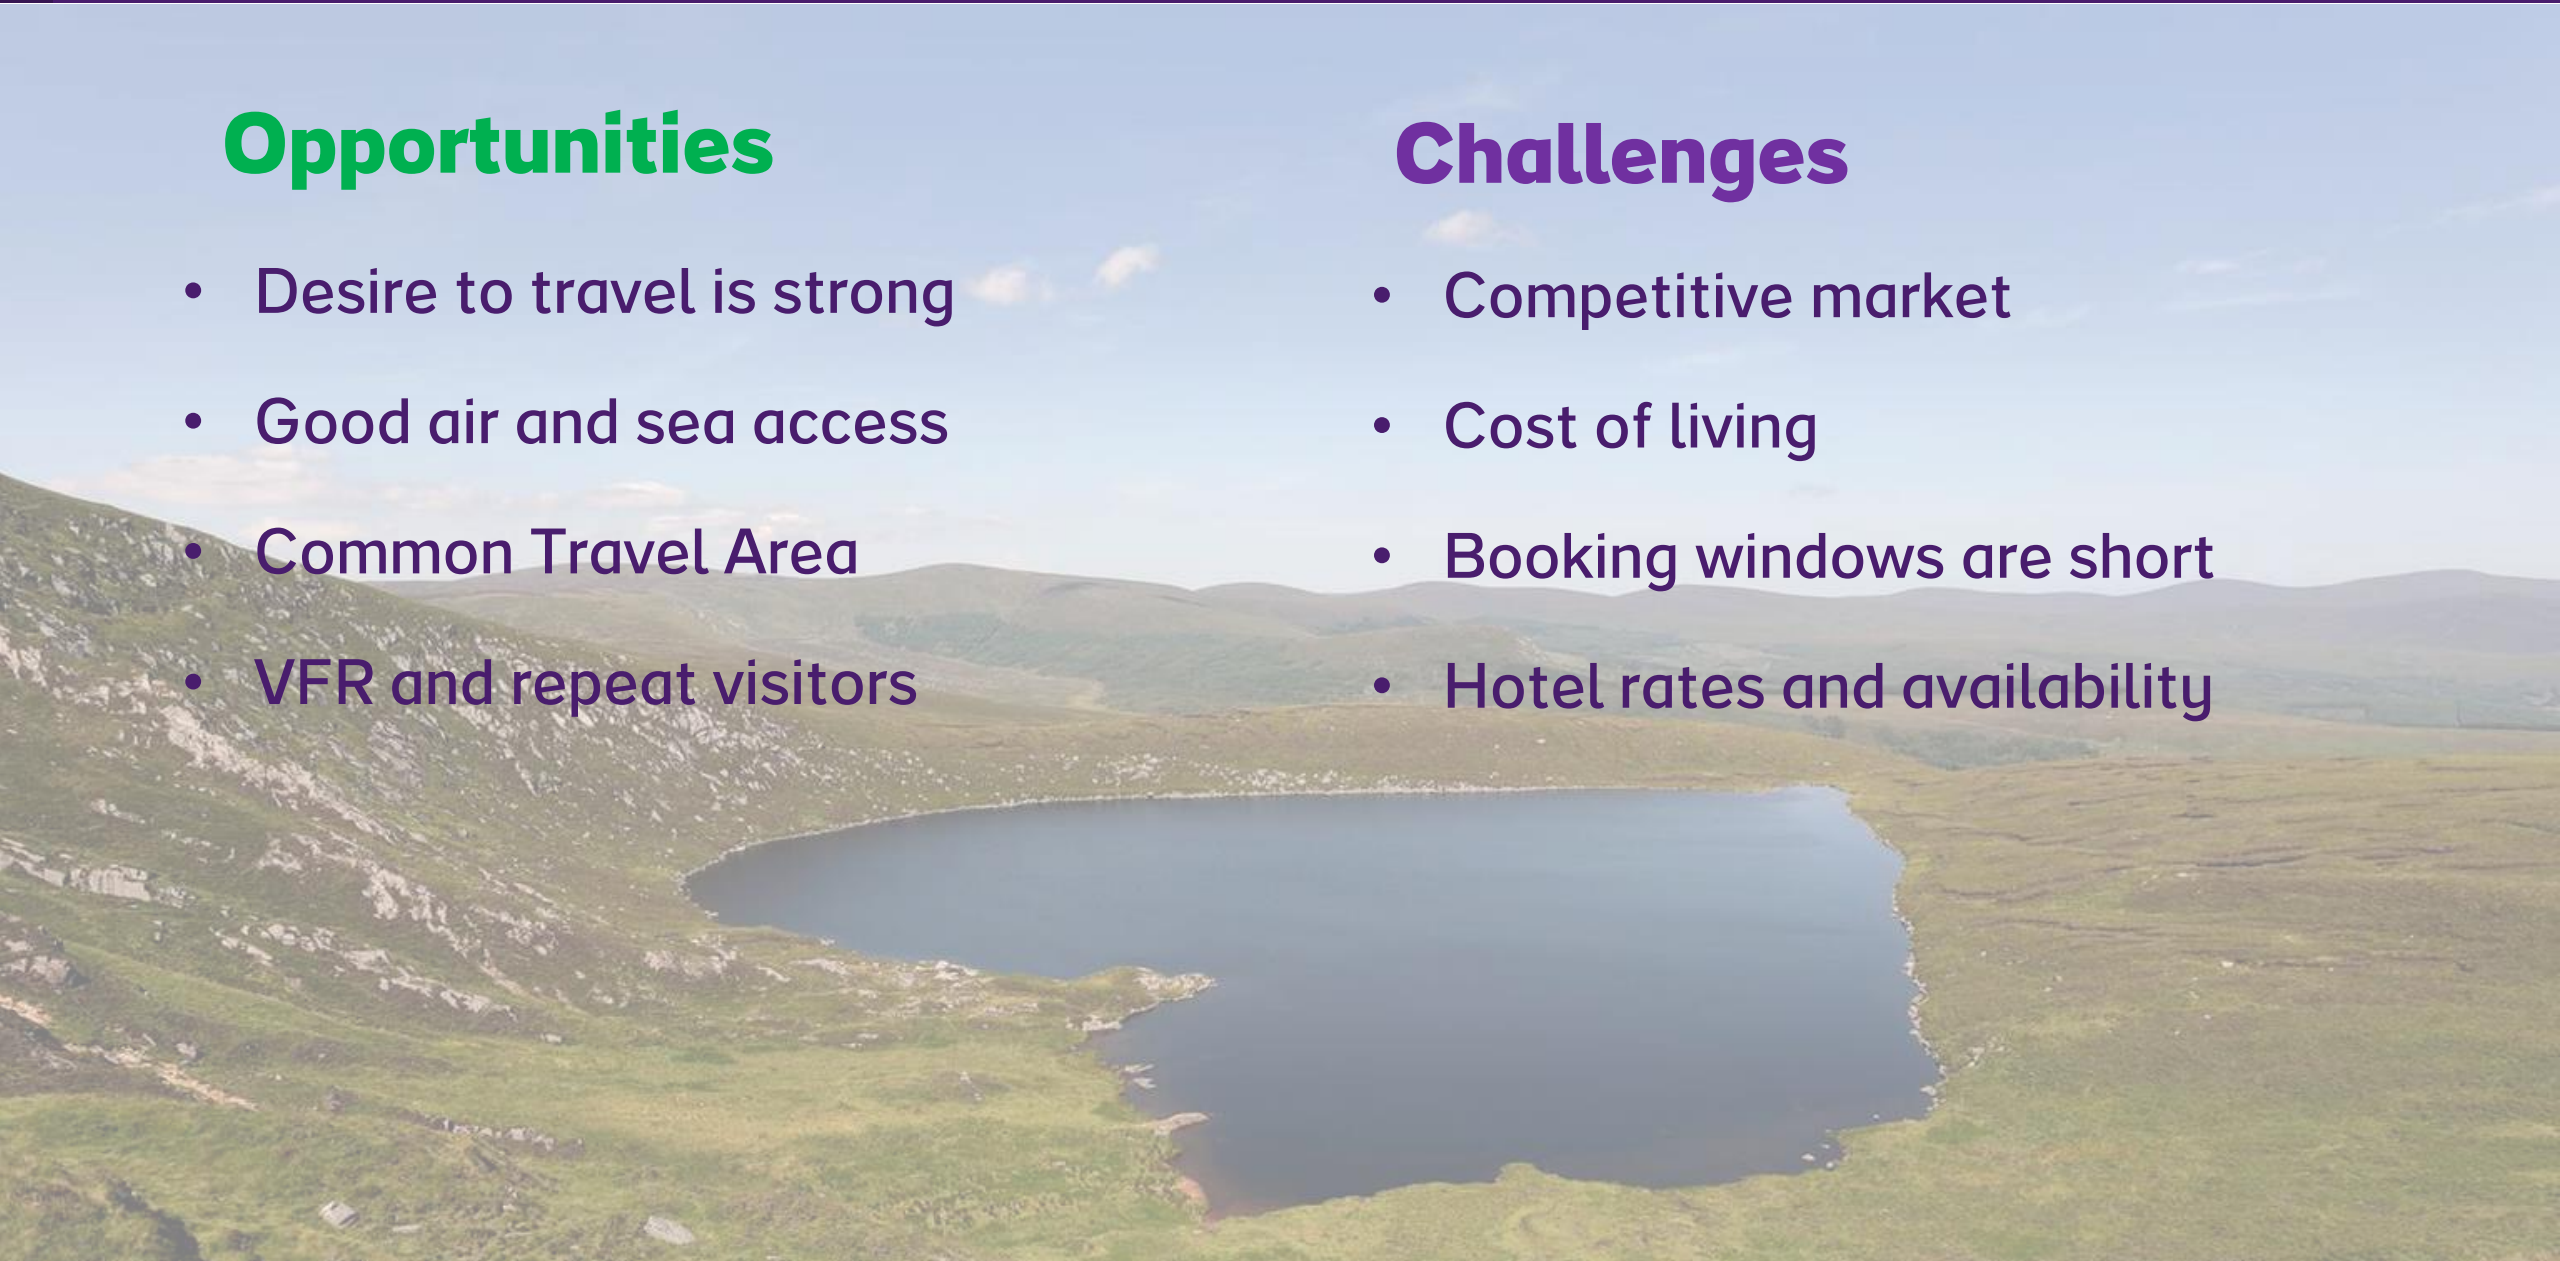 Opportunities
• Desire to travel is strong
• Good air and sea access
• Common Travel Area
• VFR and repeat visitors
Challenges
• Competitive market
• Cost of living
• Booking windows are short
• Hotel rates and availability